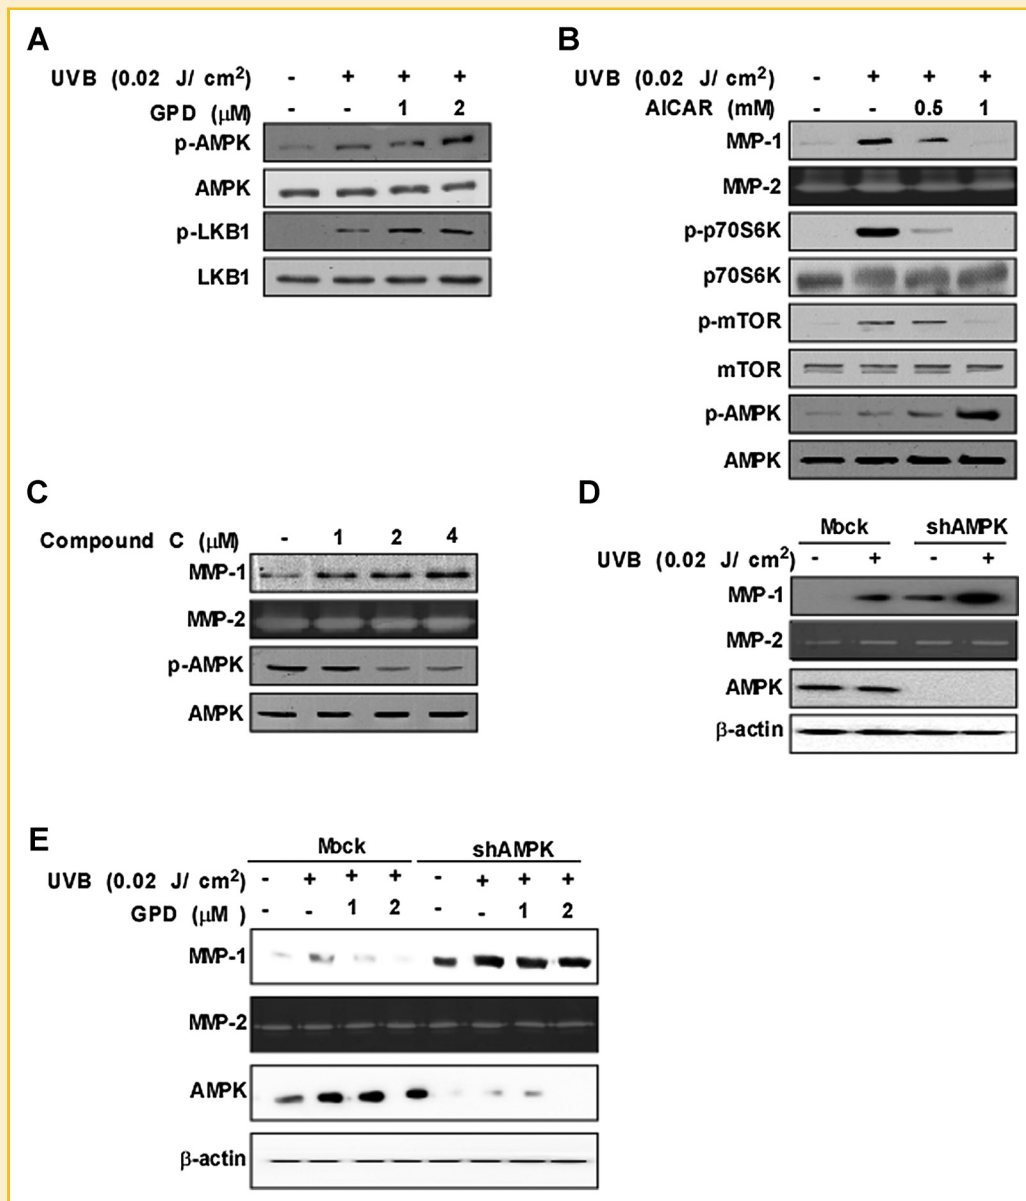 A
UVB (0.02 J/ cm2) - + + +
GPD (μM) - - 1 2
p-AMPK
AMPK
p-LKB1
LKB1
B
UVB (0.02 J/ cm2) - + + +
AICAR (mM) - - 0.5 1
MMP-1
MMP-2
p-p70S6K
p70S6K
p-mTOR
mTOR
p-AMPK
AMPK
C
Compound C (μM) - 1 2 4
MMP-1
MMP-2
p-AMPK
AMPK
D
Mock shAMPK
UVB (0.02 J/ cm2) - + - +
MMP-1
MMP-2
AMPK
β-actin
E
Mock shAMPK
UVB (0.02 J/ cm2) - + + + - + + +
GPD (μM ) - - 1 2 - - 1 2
MMP-1
MMP-2
AMPK
β-actin